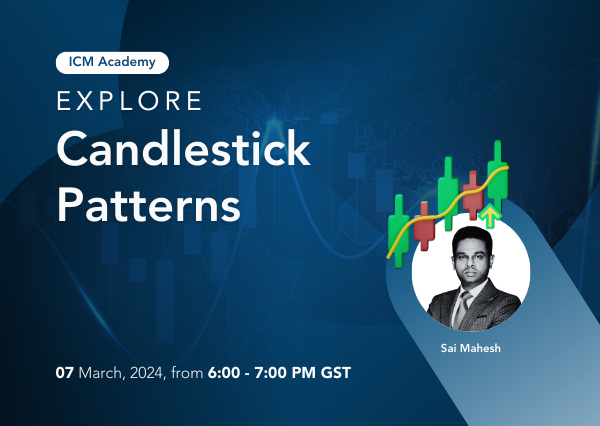 ICM Academy
EXPLORE
Candlestick
Patterns
Sai Mahesh
07 March, 2024, from 6:00 - 7:00 PM GST